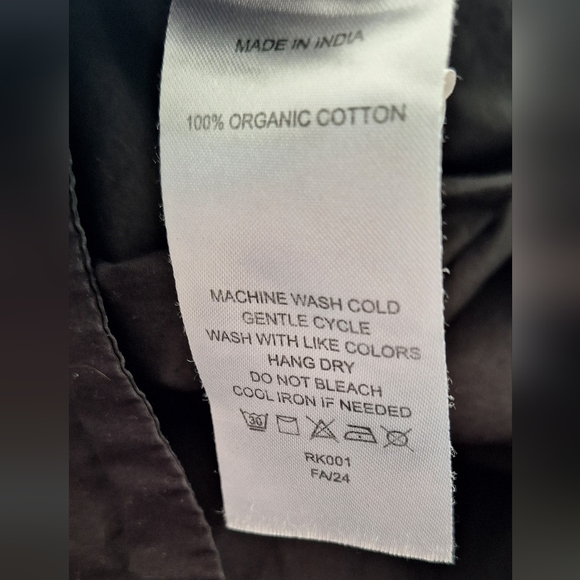 MADE IN INDIA
100% ORGANIC COTTON
MACHINE WASH COLD
GENTLE CYCLE
WASH WITH LIKE COLORS
HANG DRY
DO NOT BLEACH
COOL IRON IF NEEDED
30
RK001
FA/24